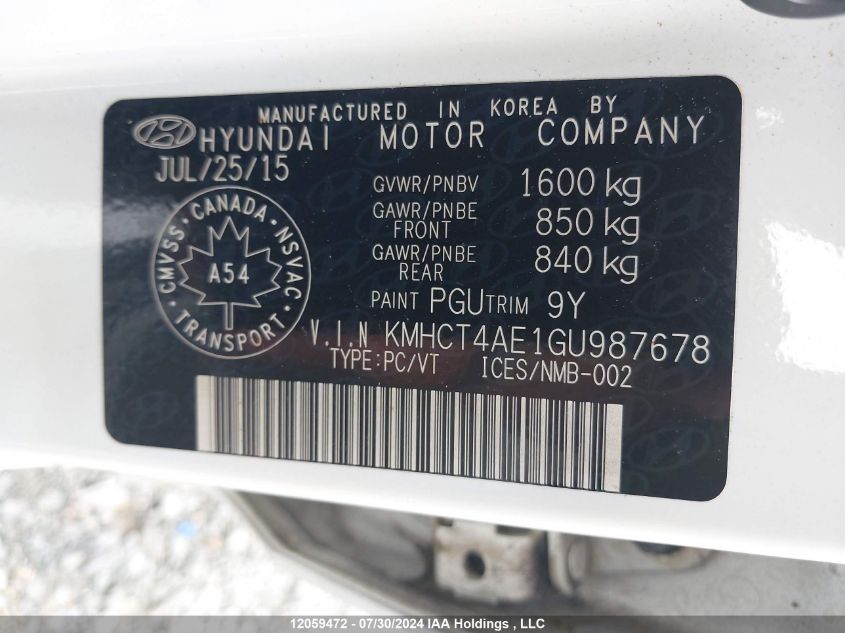 MANUFACTURED IN KOREA BY
HYUNDAI MOTOR COMPANY
JUL/25/15
GVWR/PNBV 1600 kg
GAWR/PNBE FRONT 850 kg
GAWR/PNBE REAR 840 kg
CMVSS · CANADA · NSVAC
A54
· TRANSPORT ·
PAINT PGU TRIM 9Y
V.I.N KMHCT4AE1GU987678
TYPE:PC/VT ICES/NMB-002
12059472 - 07/30/2024 IAA Holdings , LLC